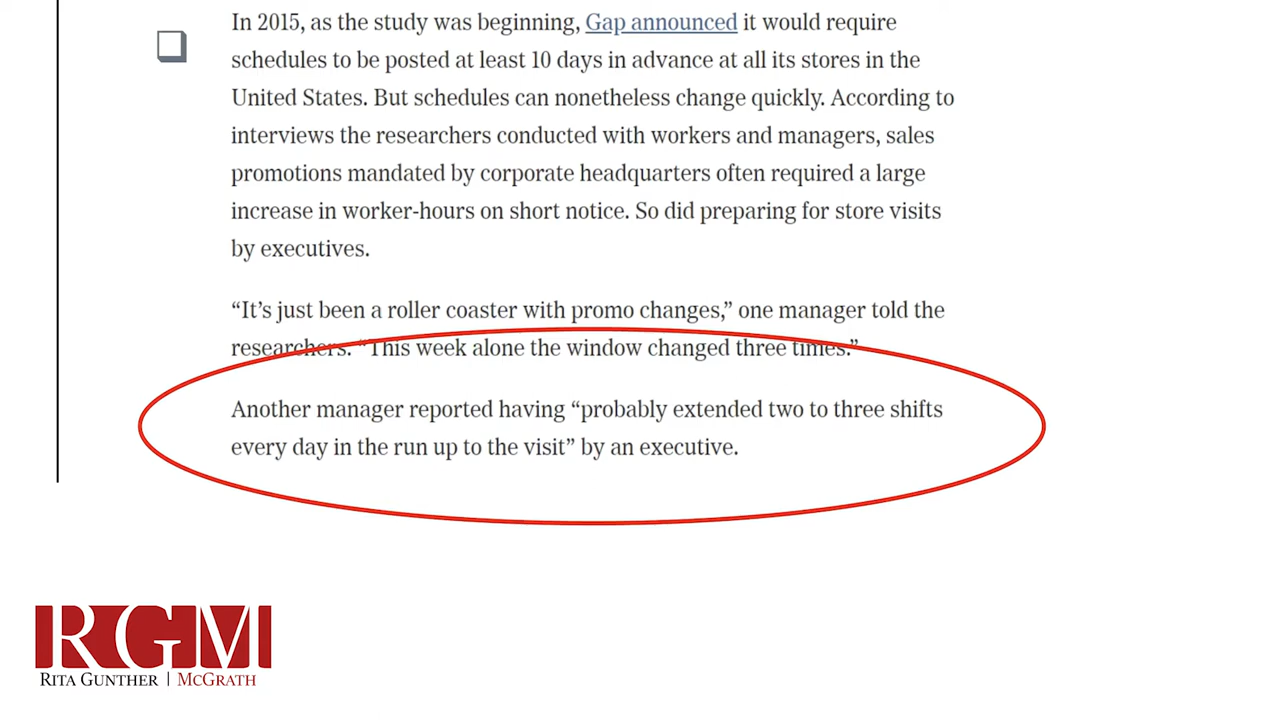 In 2015, as the study was beginning, Gap announced it would require
schedules to be posted at least 10 days in advance at all its stores in the
United States. But schedules can nonetheless change quickly. According to
interviews the researchers conducted with workers and managers, sales
promotions mandated by corporate headquarters often required a large
increase in worker-hours on short notice. So did preparing for store visits
by executives.
“It’s just been a roller coaster with promo changes,” one manager told the
researchers. “This week alone the window changed three times.”
Another manager reported having “probably extended two to three shifts
every day in the run up to the visit” by an executive.
RGM
RITA GUNTHER | MCGRATH